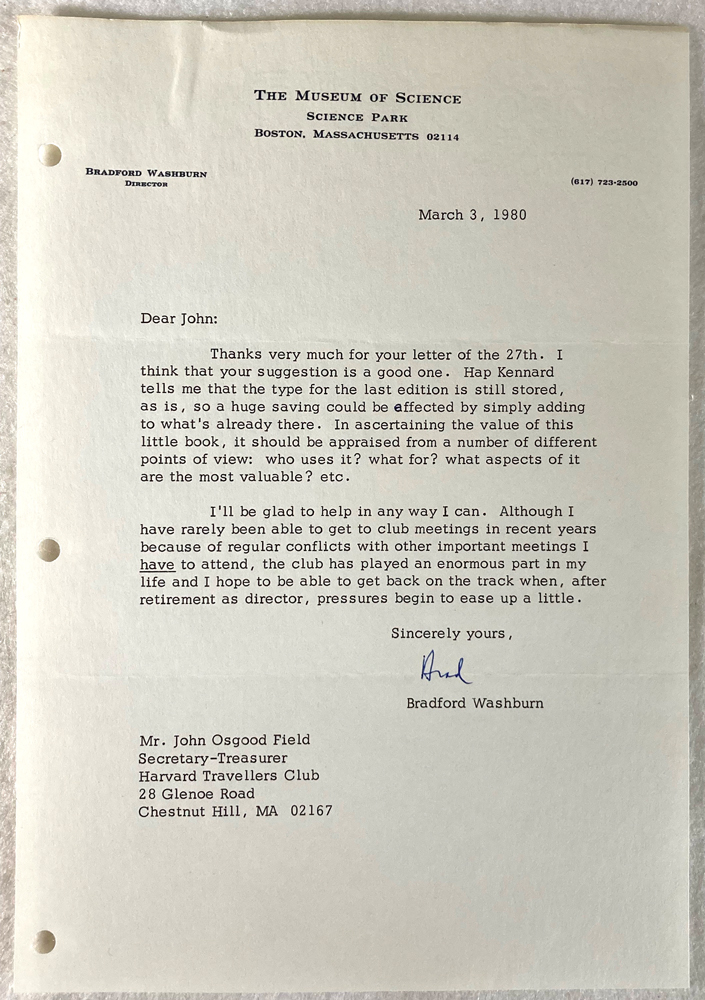 THE MUSEUM OF SCIENCE
SCIENCE PARK
BOSTON, MASSACHUSETTS 02114
BRADFORD WASHBURN
DIRECTOR
(617) 723-2500
March 3, 1980
Dear John:
Thanks very much for your letter of the 27th. I
think that your suggestion is a good one. Hap Kennard
tells me that the type for the last edition is still stored,
as is, so a huge saving could be effected by simply adding
to what's already there. In ascertaining the value of this
little book, it should be appraised from a number of different
points of view: who uses it? what for? what aspects of it
are the most valuable? etc.
I'll be glad to help in any way I can. Although I
have rarely been able to get to club meetings in recent years
because of regular conflicts with other important meetings I
have to attend, the club has played an enormous part in my
life and I hope to be able to get back on the track when, after
retirement as director, pressures begin to ease up a little.
Sincerely yours,
Brad
Bradford Washburn
Mr. John Osgood Field
Secretary-Treasurer
Harvard Travellers Club
28 Glenoe Road
Chestnut Hill, MA 02167